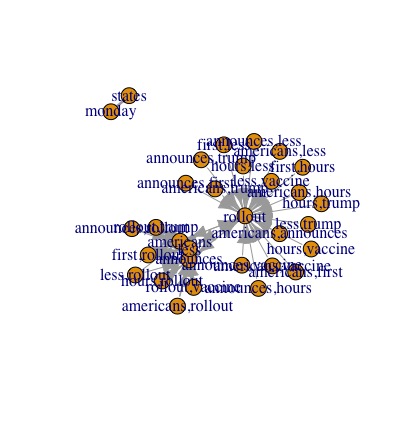 states
monday
announces,less
first,less
americans,less
announces,trump
hours,less
first,hours
announces,first
less,vaccine
americans,trump
americans,hours
hours,trump
rollout
less,trump
americans,announces
rollout,trump
americans
hours,vaccine
less
first,rollout
announces
announces,vaccine
americans,first
less,rollout
hours,rollout
rollout,vaccine
announces,hours
americans,rollout